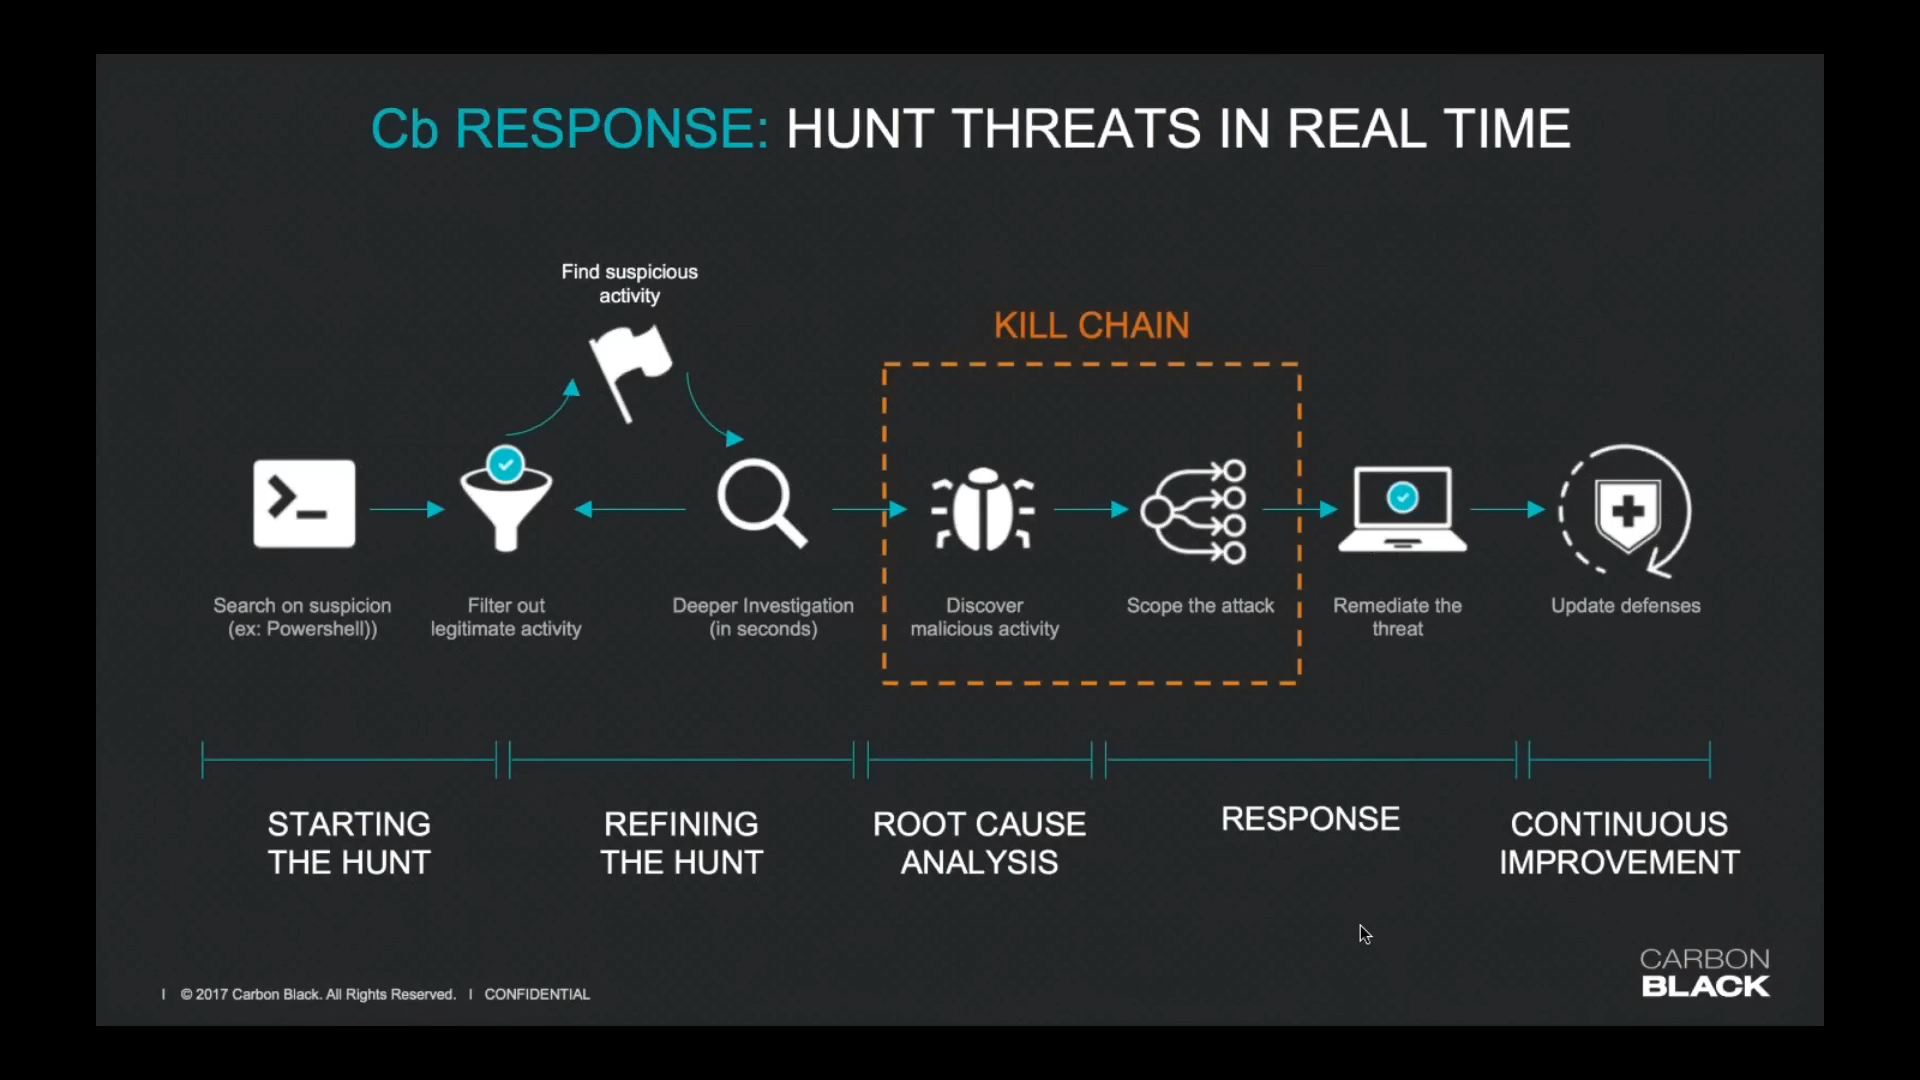 Cb RESPONSE: HUNT THREATS IN REAL TIME
Find suspicious
activity
KILL CHAIN
Search on suspicion
(ex: Powershell))
Filter out
legitimate activity
Deeper Investigation
(in seconds)
Discover
malicious activity
Scope the attack
Remediate the
threat
Update defenses
STARTING
THE HUNT
REFINING
THE HUNT
ROOT CAUSE
ANALYSIS
RESPONSE
CONTINUOUS
IMPROVEMENT
| © 2017 Carbon Black. All Rights Reserved. | CONFIDENTIAL
CARBON
BLACK